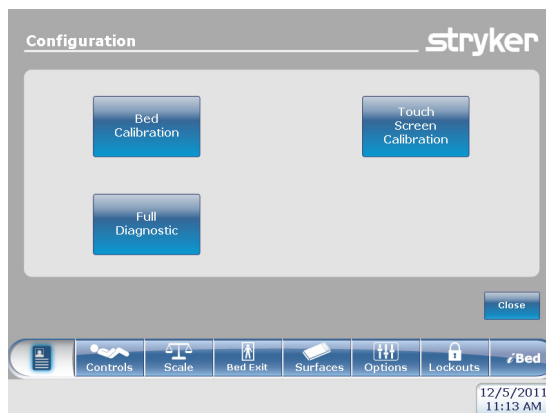 Configuration
stryker
Bed
Calibration
Touch
Screen
Calibration
Full
Diagnostic
Close
Controls
Scale
Bed Exit
Surfaces
Options
Lockouts
iBed
12/5/2011
11:13 AM